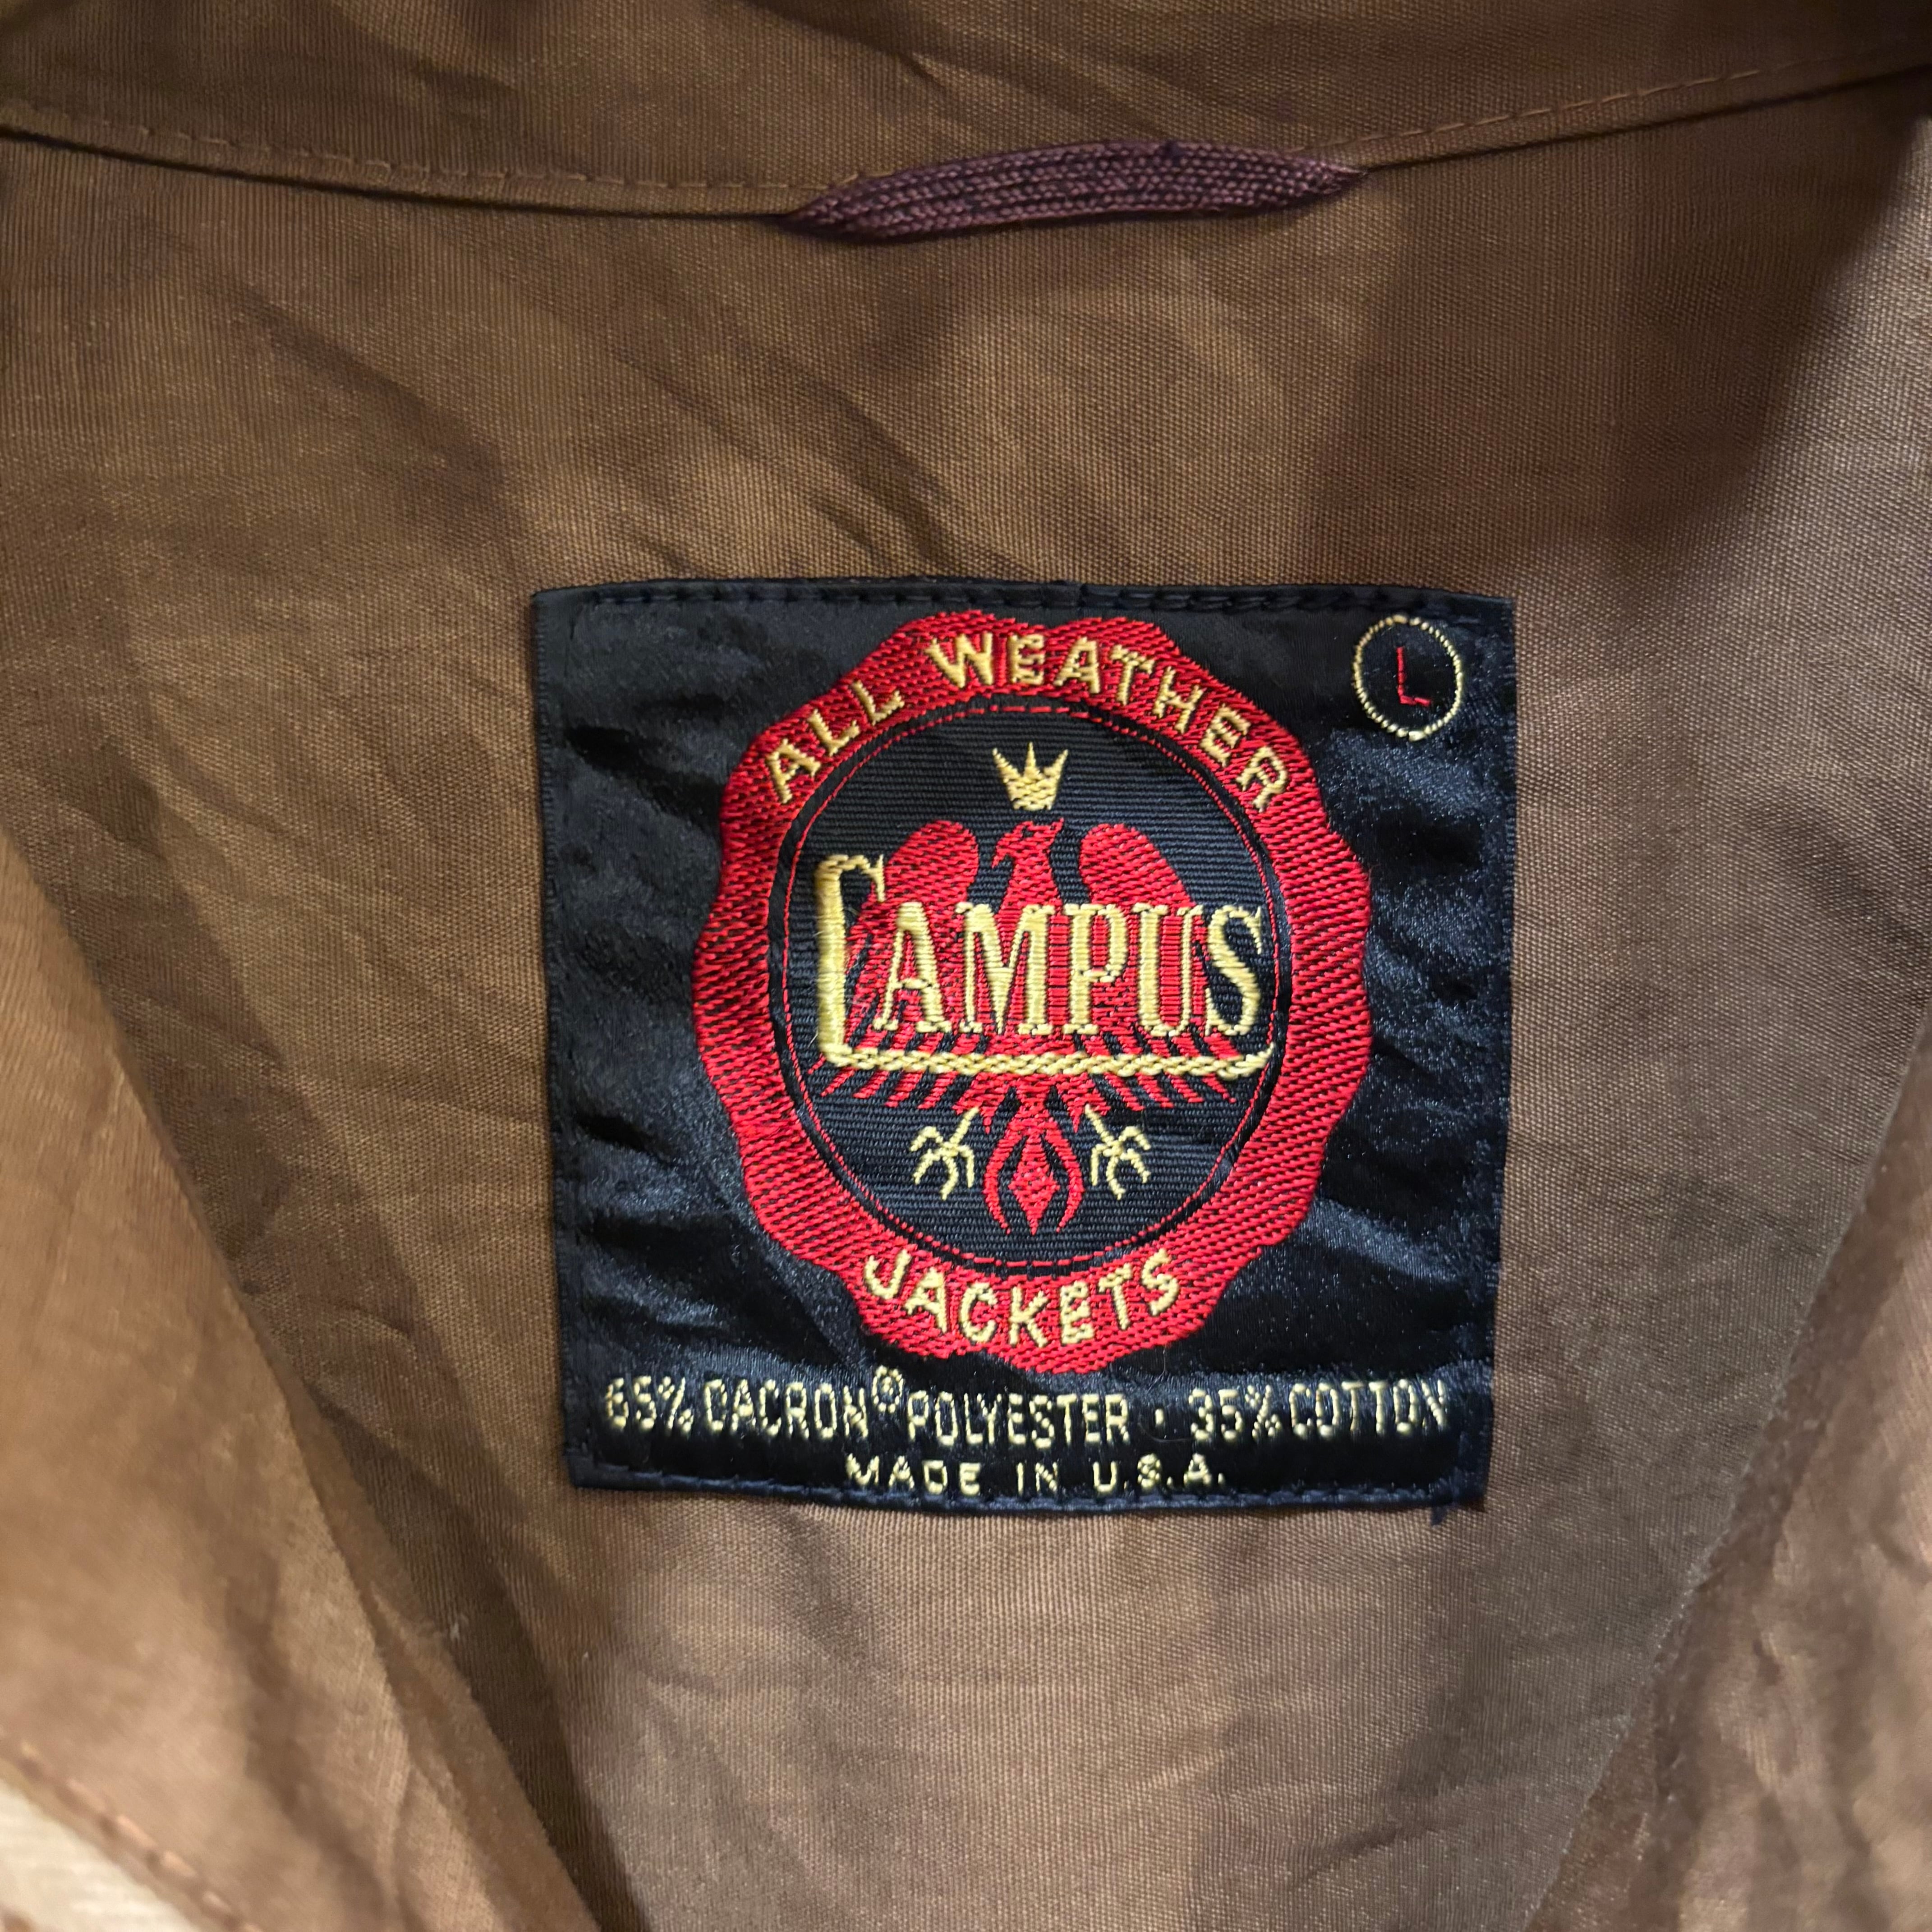 L
ALL WEATHER
CAMPUS
JACKETS
65% DACRON® POLYESTER · 35% COTTON
MADE IN U.S.A.